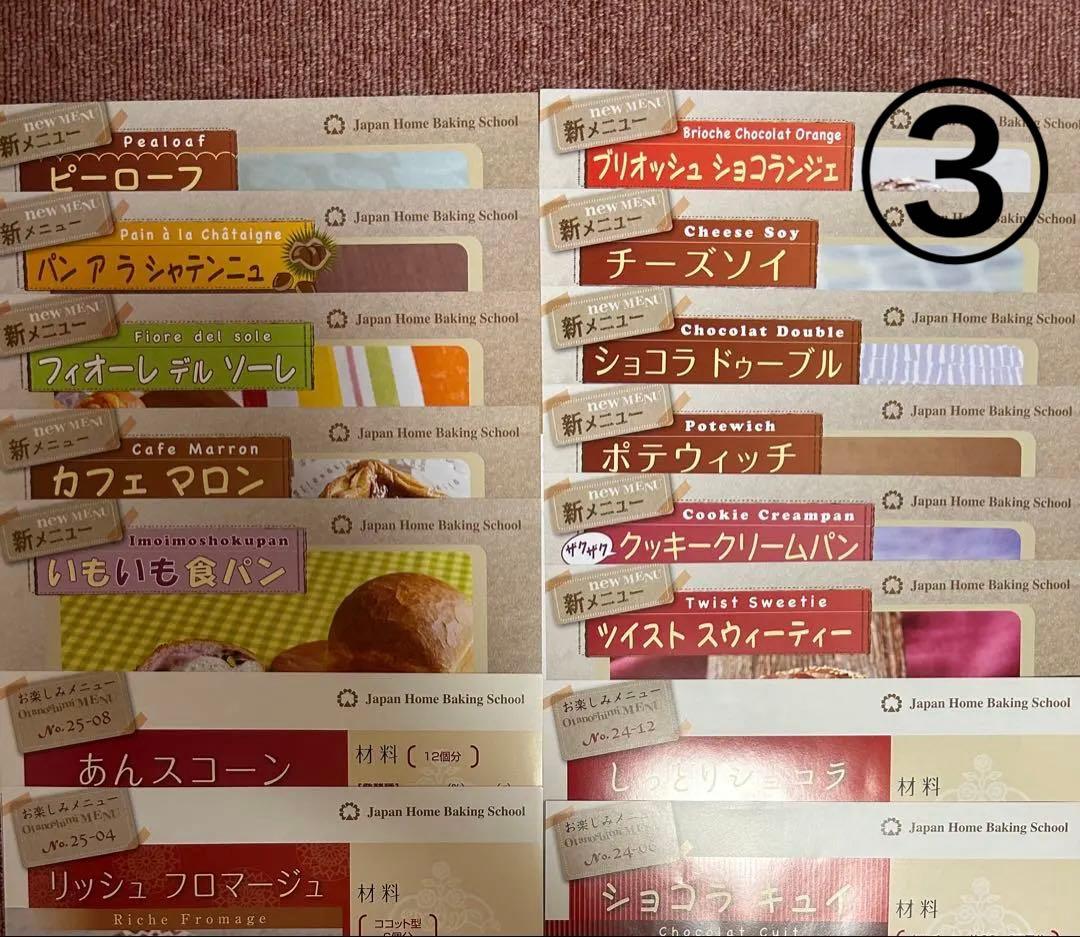 ③
new MENU
新メニュー
Japan Home Baking School
Pealoaf
ピーローフ
new MENU
新メニュー
Japan Home Baking School
Pain à la Châtaigne
パン ア ラ シャテンニュ
new MENU
新メニュー
Japan Home Baking School
Fiore del sole
フィオーレ デル ソーレ
new MENU
新メニュー
Japan Home Baking School
Cafe Marron
カフェ マロン
new MENU
新メニュー
Japan Home Baking School
Imoimoshokupan
いもいも食パン
お楽しみメニュー
Otanoshimi MENU
No.25-08
Japan Home Baking School
あんスコーン
材料 ( 12個分 )
お楽しみメニュー
Otanoshimi MENU
No.25-04
Japan Home Baking School
リッシュ フロマージュ
Riche Fromage
材料
ココット型
new MENU
新メニュー
Brioche Chocolat Orange
ブリオッシュ ショコランジェ
new MENU
新メニュー
Cheese Soy
チーズソイ
new MENU
新メニュー
Japan Home Baking School
Chocolat Double
ショコラ ドゥーブル
new MENU
新メニュー
Japan Home Baking School
Potewich
ポテウィッチ
new MENU
新メニュー
Japan Home Baking School
Cookie Creampan
ザクザク
クッキークリームパン
new MENU
新メニュー
Japan Home Baking School
Twist Sweetie
ツイスト スウィーティー
お楽しみメニュー
Otanoshimi MENU
No.24-12
Japan Home Baking School
しっとりショコラ
材料
お楽しみメニュー
Otanoshimi MENU
Japan Home Baking School
ショコラ キュイ
Chocolat Cuit
材料